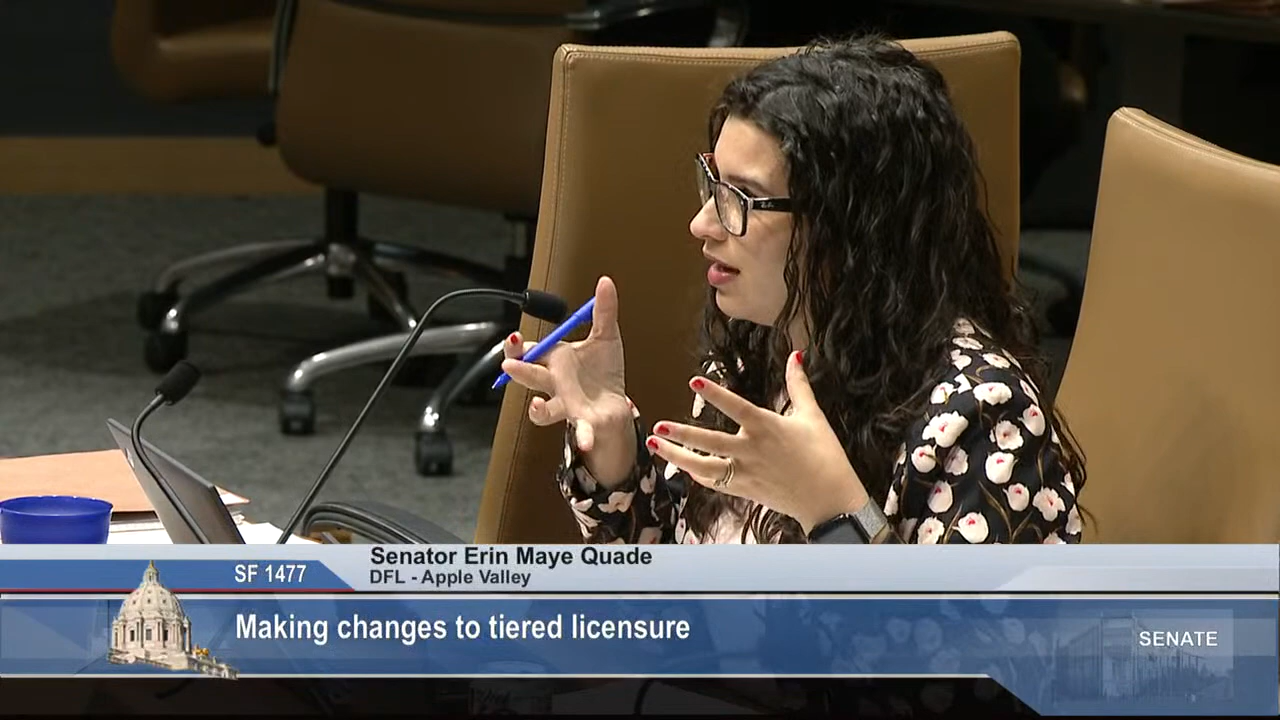 Senator Erin Maye Quade
SF 1477
DFL - Apple Valley
Making changes to tiered licensure
SENATE